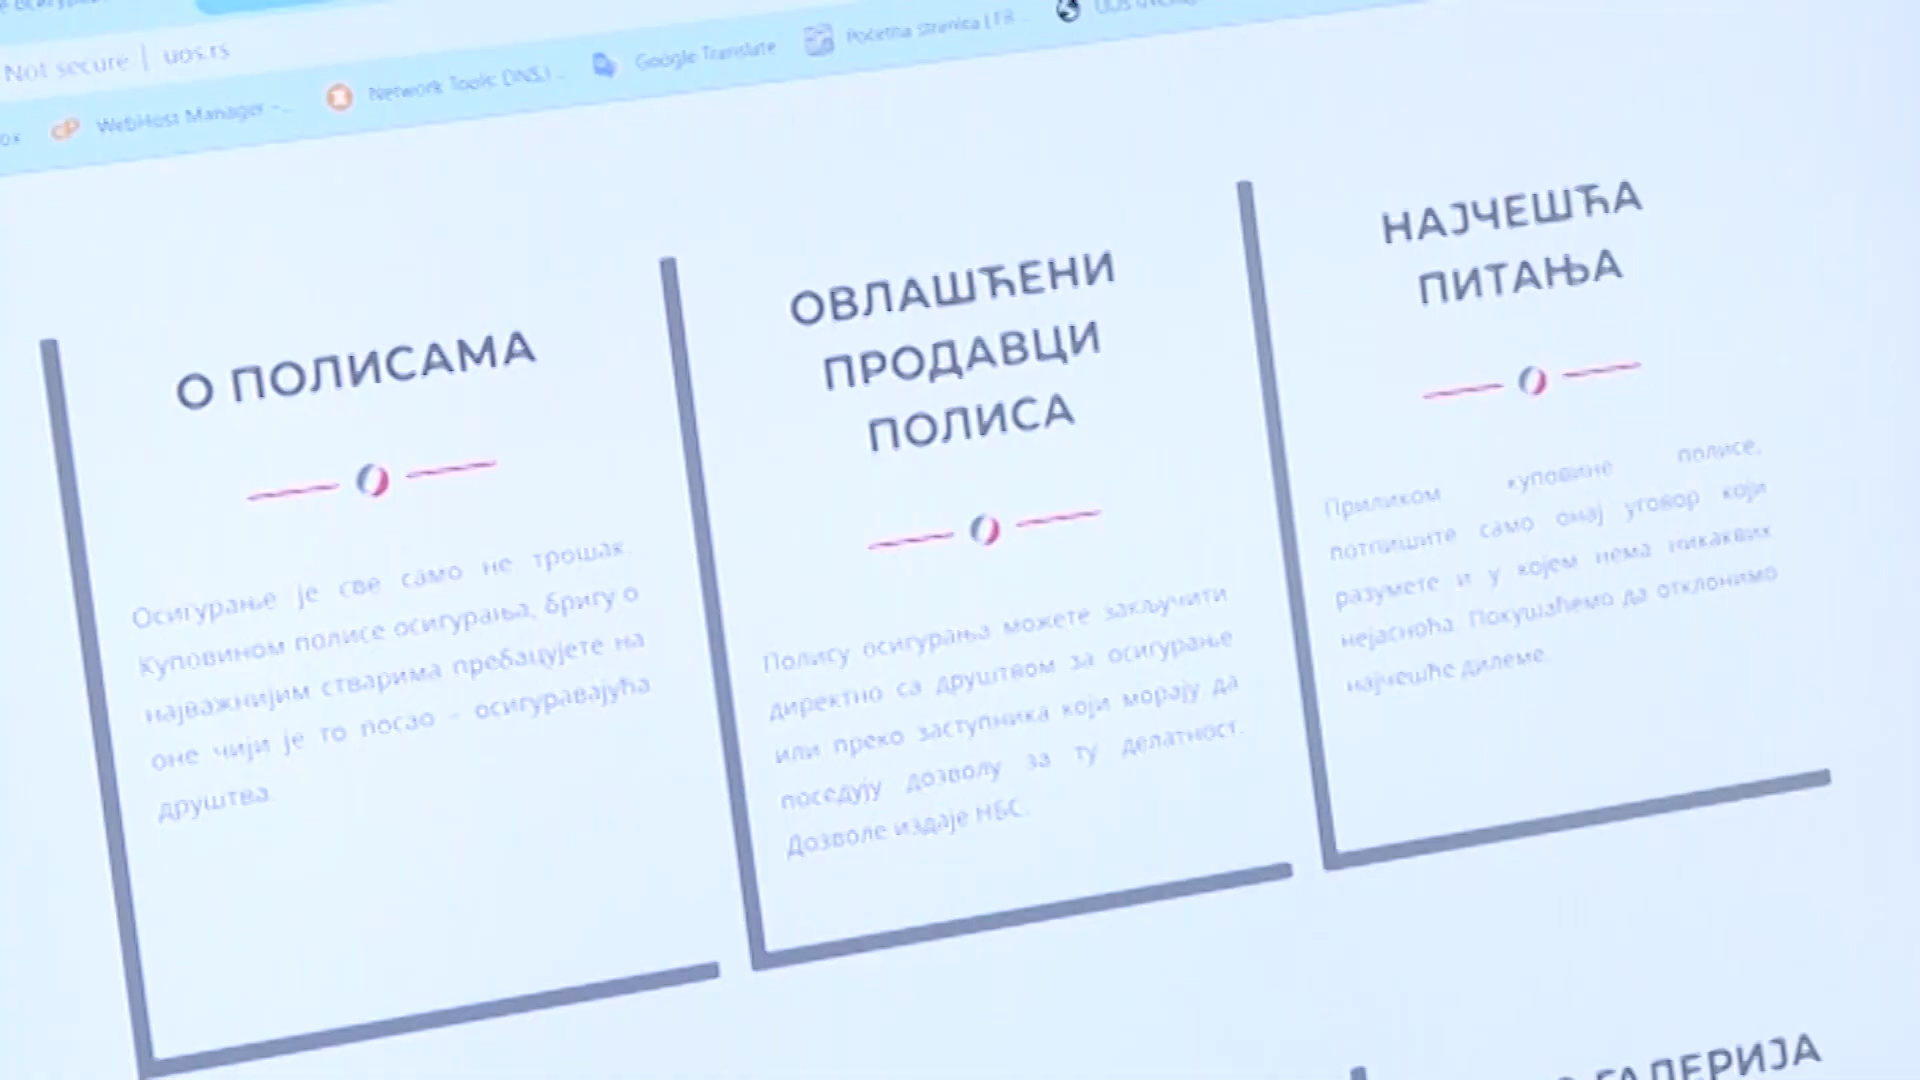 Not secure | uos.rs
WebHost Manager -...
Network Tools: DNS,I...
Google Translate
Početna stranica
О ПОЛИСАМА
Осигурање је све само не трошак.
Куповином полисе осигурања, бригу о
најважнијим стварима пребацујете на
оне чији је то посао - осигуравајућа
друштва.
ОВЛАШЋЕНИ
ПРОДАВЦИ
ПОЛИСА
Полису осигурања можете закључити
директно са друштвом за осигурање
или преко заступника који морају да
поседују дозволу за ту делатност.
Дозволе издаје НБС.
НАЈЧЕШЋА
ПИТАЊА
Приликом куповине полисе,
потпишите само онај уговор који
разумете и у којем нема никаквих
нејасноћа. Покушаћемо да отклонимо
најчешће дилеме.
ГАЛЕРИЈА